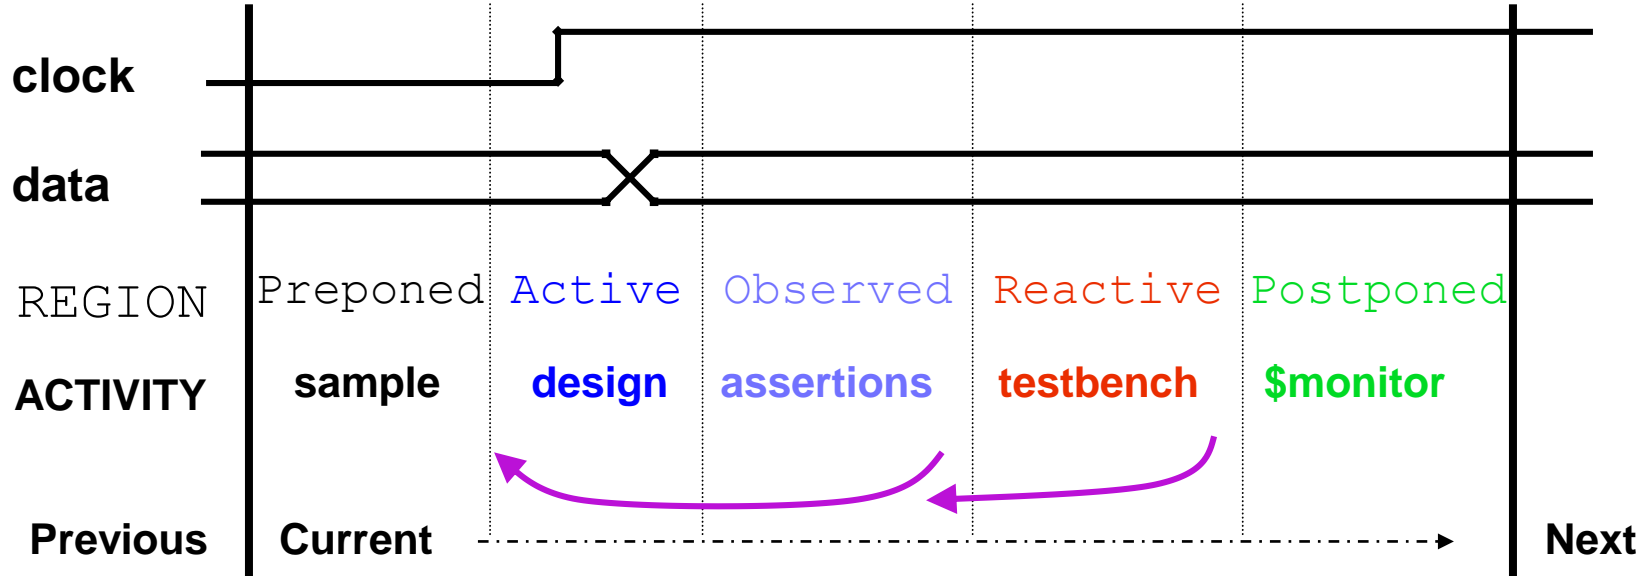 clock
data
REGION Preponed Active Observed Reactive Postponed
ACTIVITY sample design assertions testbench $monitor
Previous Current Next